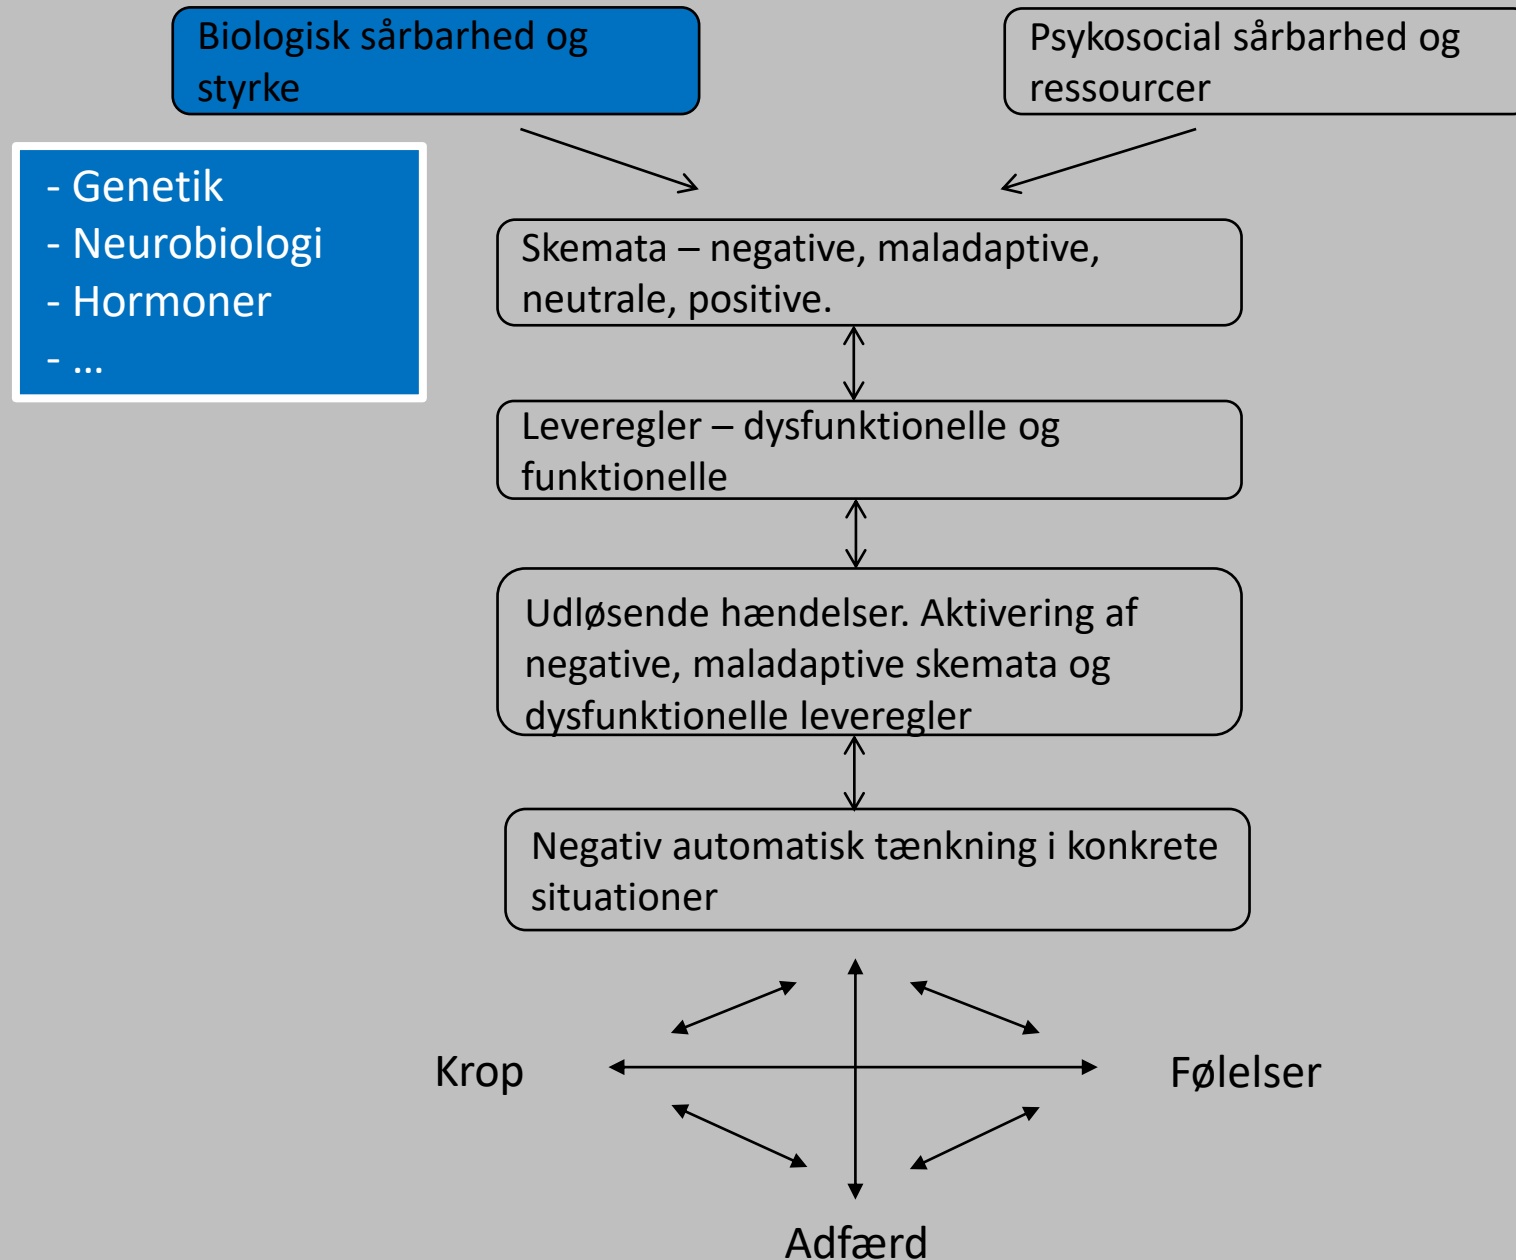 Biologisk sårbarhed og
styrke
Psykosocial sårbarhed og
ressourcer
- Genetik
- Neurobiologi
- Hormoner
- …
Skemata – negative, maladaptive,
neutrale, positive.
Leveregler – dysfunktionelle og
funktionelle
Udløsende hændelser. Aktivering af
negative, maladaptive skemata og
dysfunktionelle leveregler
Negativ automatisk tænkning i konkrete
situationer
Krop
Følelser
Adfærd